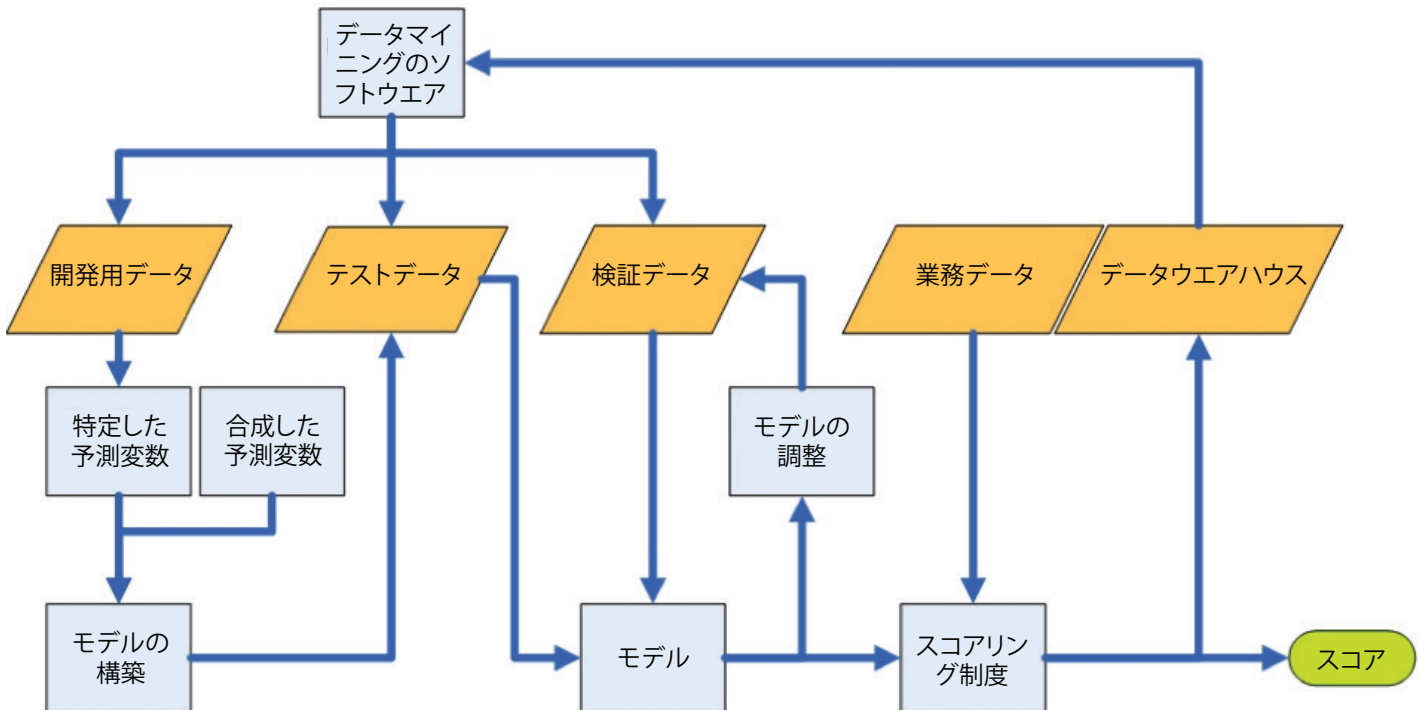 データマイ
ニングのソ
フトウエア
開発用データ
テストデータ
検証データ
業務データ
データウエアハウス
特定した
予測変数
合成した
予測変数
モデルの
調整
モデルの
構築
モデル
スコアリン
グ制度
スコア